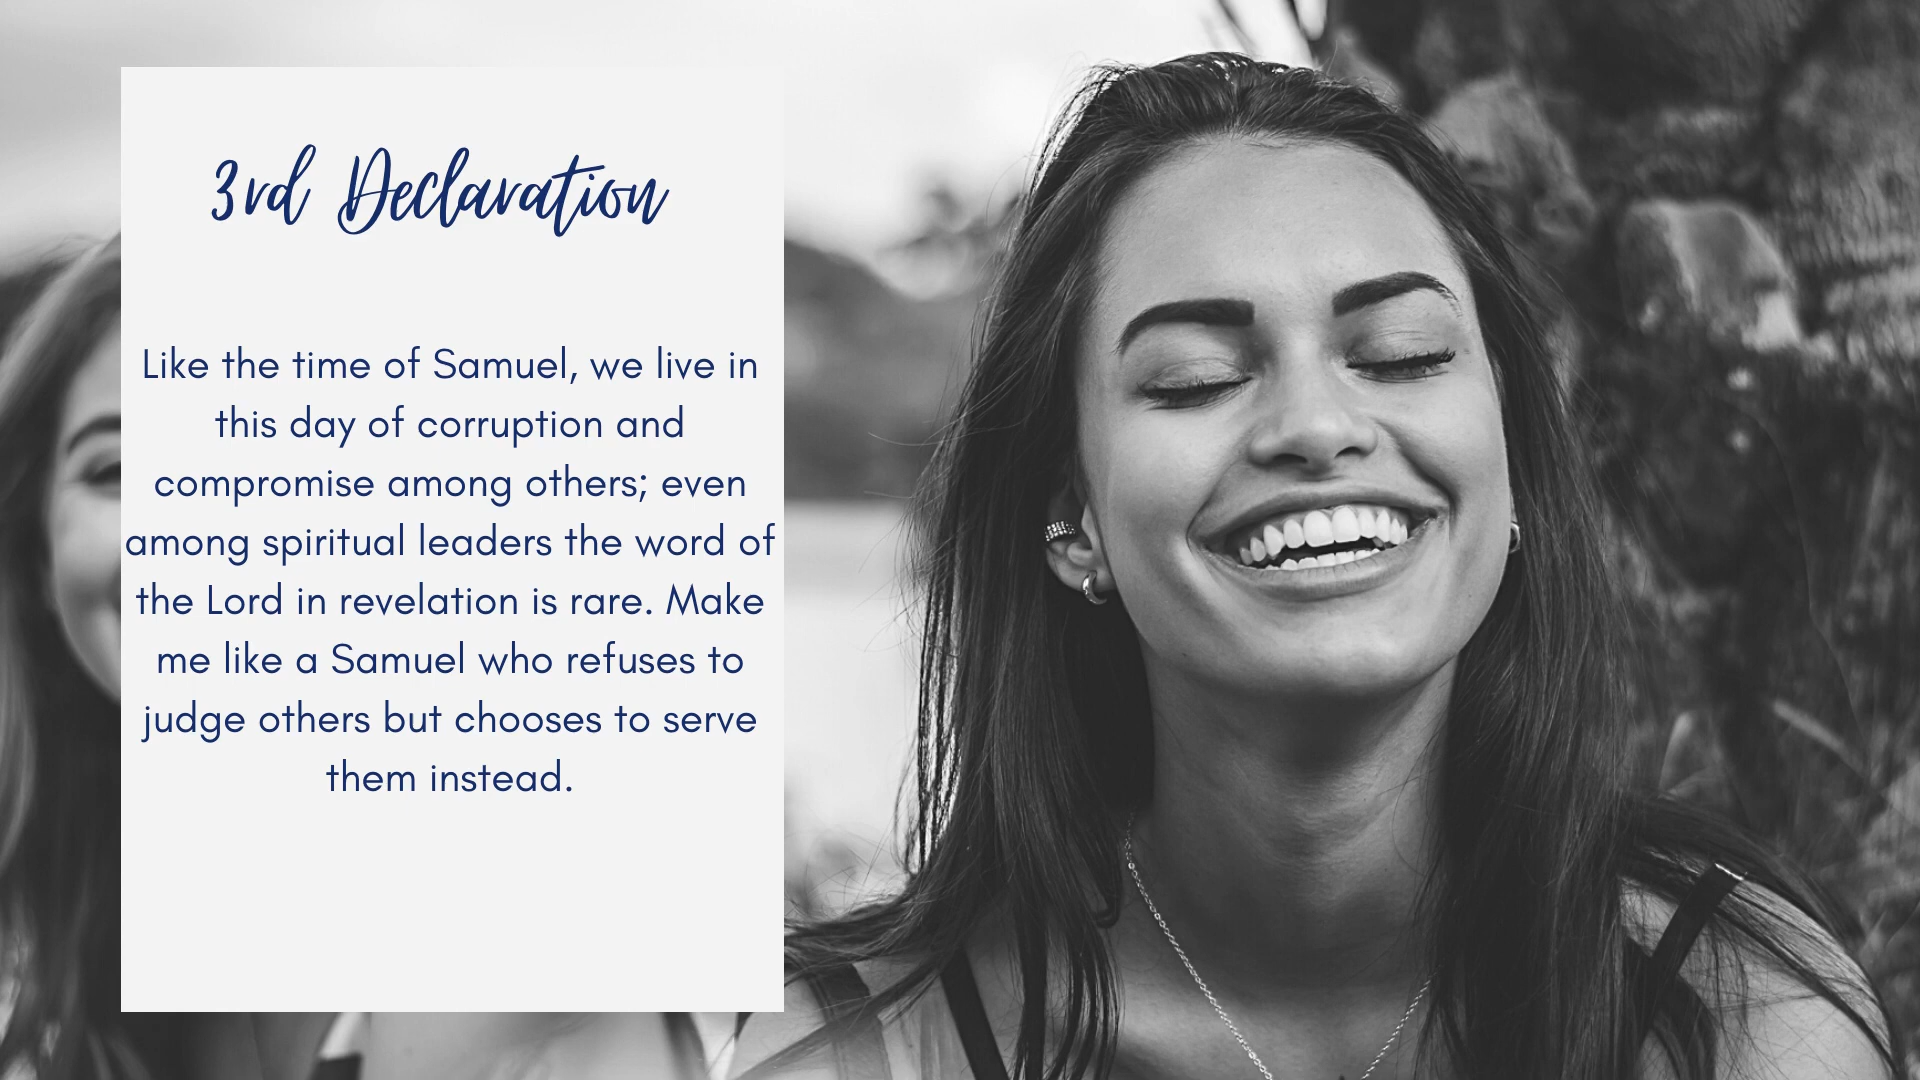 3rd Declaration
Like the time of Samuel, we live in
this day of corruption and
compromise among others; even
among spiritual leaders the word of
the Lord in revelation is rare. Make
me like a Samuel who refuses to
judge others but chooses to serve
them instead.